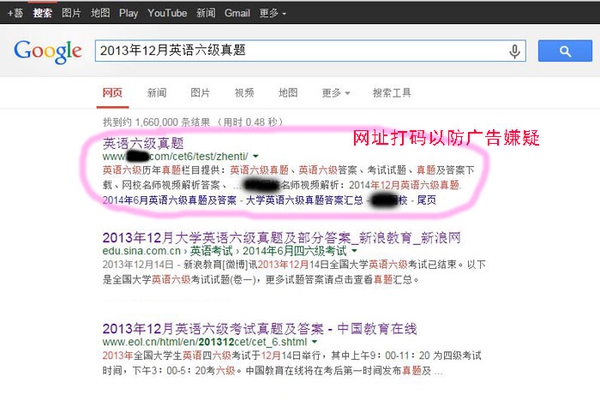 +藝 搜索 图片 地图 Play YouTube 新闻 Gmail 更多
Google 2013年12月英语六级真题
网页 新闻 图片 视频 地图 更多 搜索工具
找到约 1,660,000 条结果 （用时 0.48 秒）
网址打码以防广告嫌疑
英语六级真题
www. com/cet6/test/zhenti/
英语六级历年真题栏目提供：英语六级真题、英语六级答案、考试试题、真题及答案下
载、网校名师视频解析答案、 ... 名师视频解析：2014年12月英语六级真题.
2014年6月英语六级真题及答案 - 大学英语六级真题答案汇总 - 校 - 尾页
2013年12月大学英语六级真题及部分答案_新浪教育_新浪网
edu.sina.com.cn › 英语考试 › 2014年6月四六级考试
2013年12月14日 - 新浪教育[微博]讯2013年12月14日全国大学英语六级考试已结束。以下
是全国大学英语六级考试试题(卷一)，更多试题答案请点击查看真题汇总。
2013年12月英语六级考试真题及答案 - 中国教育在线
www.eol.cn/html/en/201312cet/cet_6.shtml
2013年全国大学生英语四六级考试于12月14日举行，其中上午9：00-11：20 为四级考试
时间，下午3：00-5：20考六级。中国教育在线将在考后第一时间发布真题及 ...